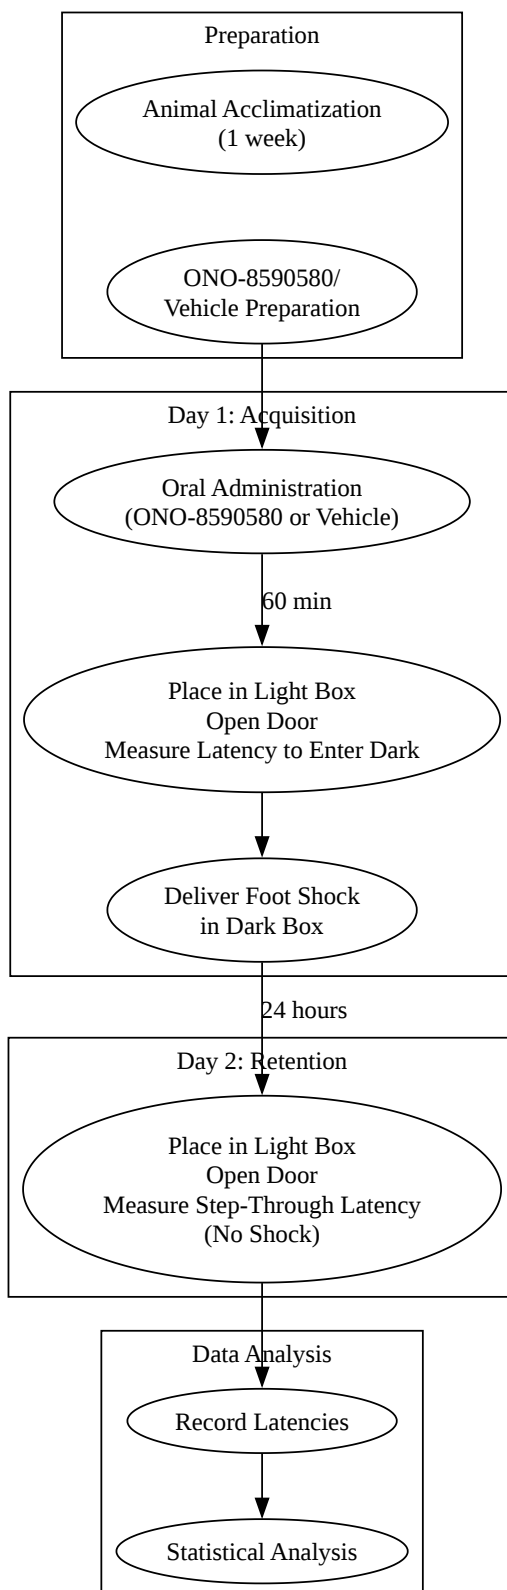 Preparation
Animal Acclimatization
(1 week)
ONO-8590580/
Vehicle Preparation
Day 1: Acquisition
Oral Administration
(ONO-8590580 or Vehicle)
60 min
Place in Light Box
Open Door
Measure Latency to Enter Dark
Deliver Foot Shock
in Dark Box
24 hours
Day 2: Retention
Place in Light Box
Open Door
Measure Step-Through Latency
(No Shock)
Data Analysis
Record Latencies
Statistical Analysis